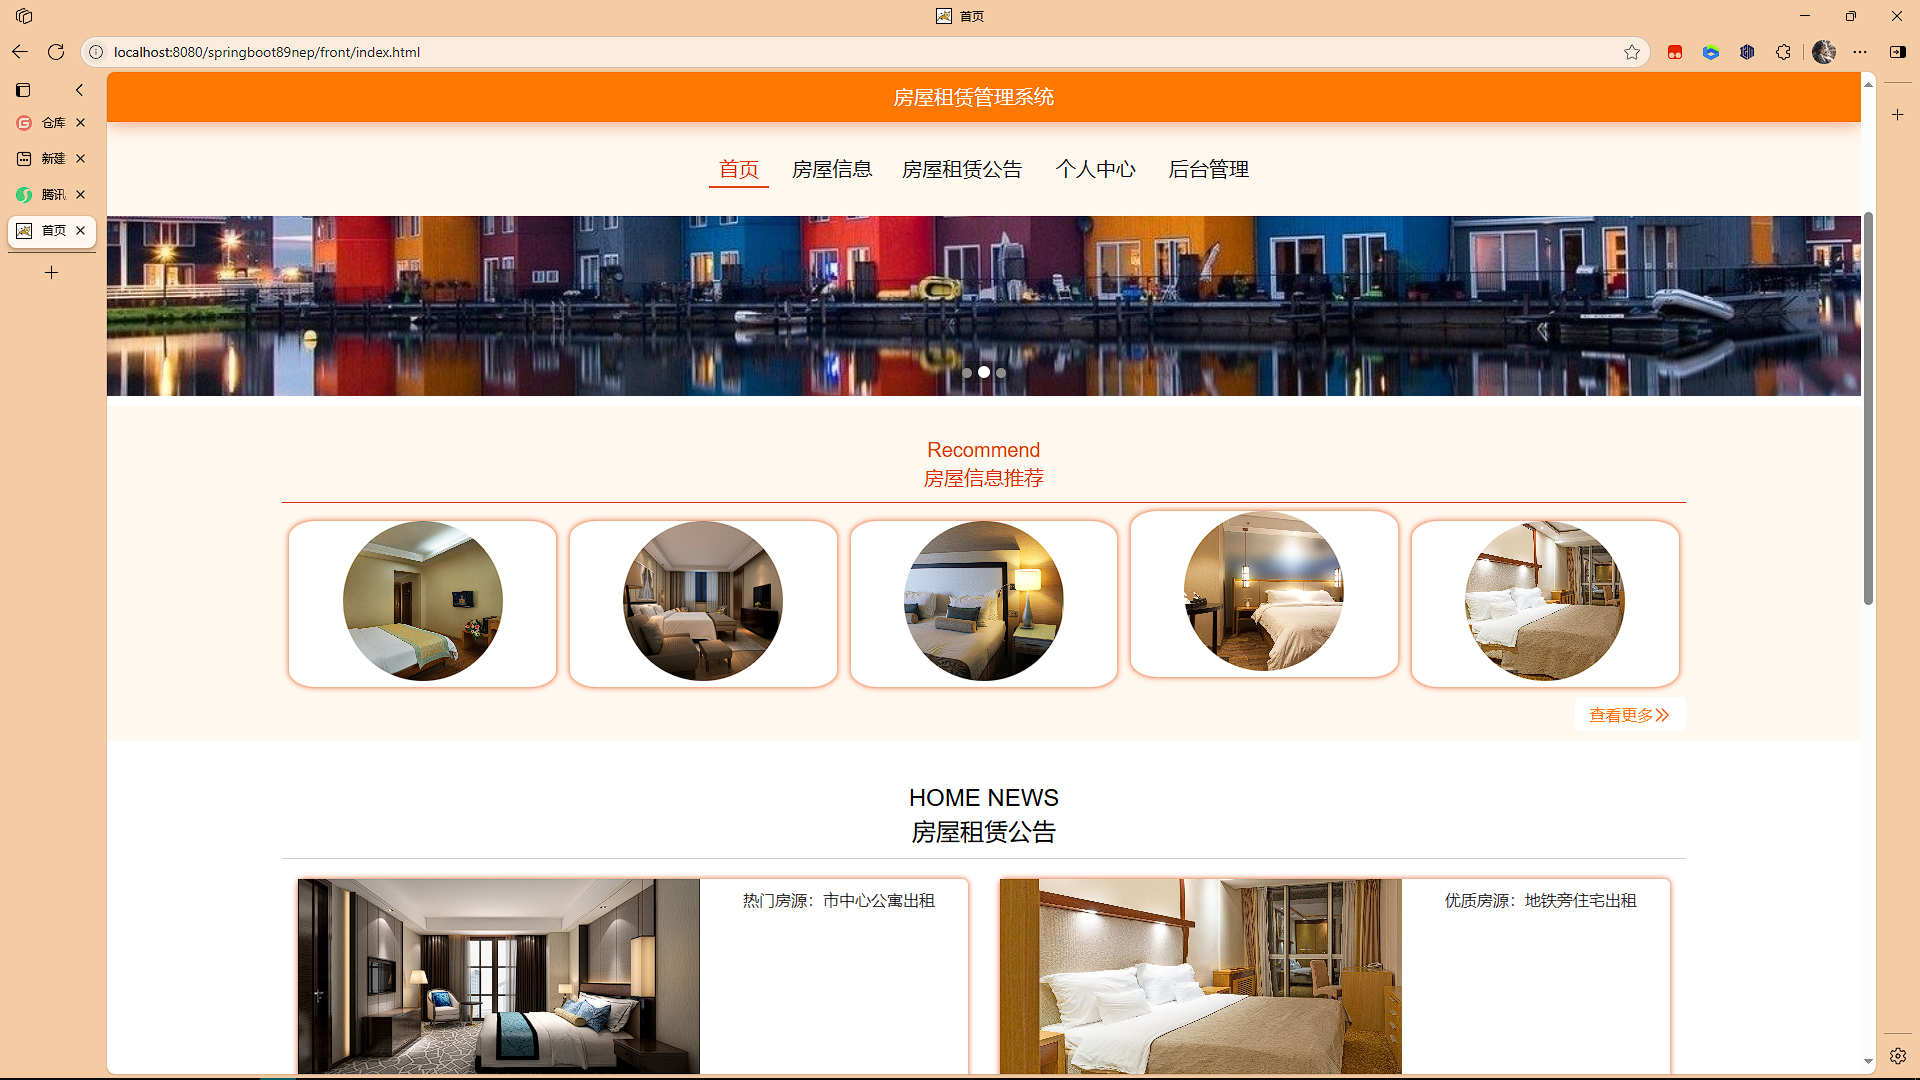 首页
localhost:8080/springboot89nep/front/index.html
仓库
新建
腾讯
首页
房屋租赁管理系统
首页 房屋信息 房屋租赁公告 个人中心 后台管理
Recommend
房屋信息推荐
查看更多
HOME NEWS
房屋租赁公告
热门房源：市中心公寓出租
优质房源：地铁旁住宅出租